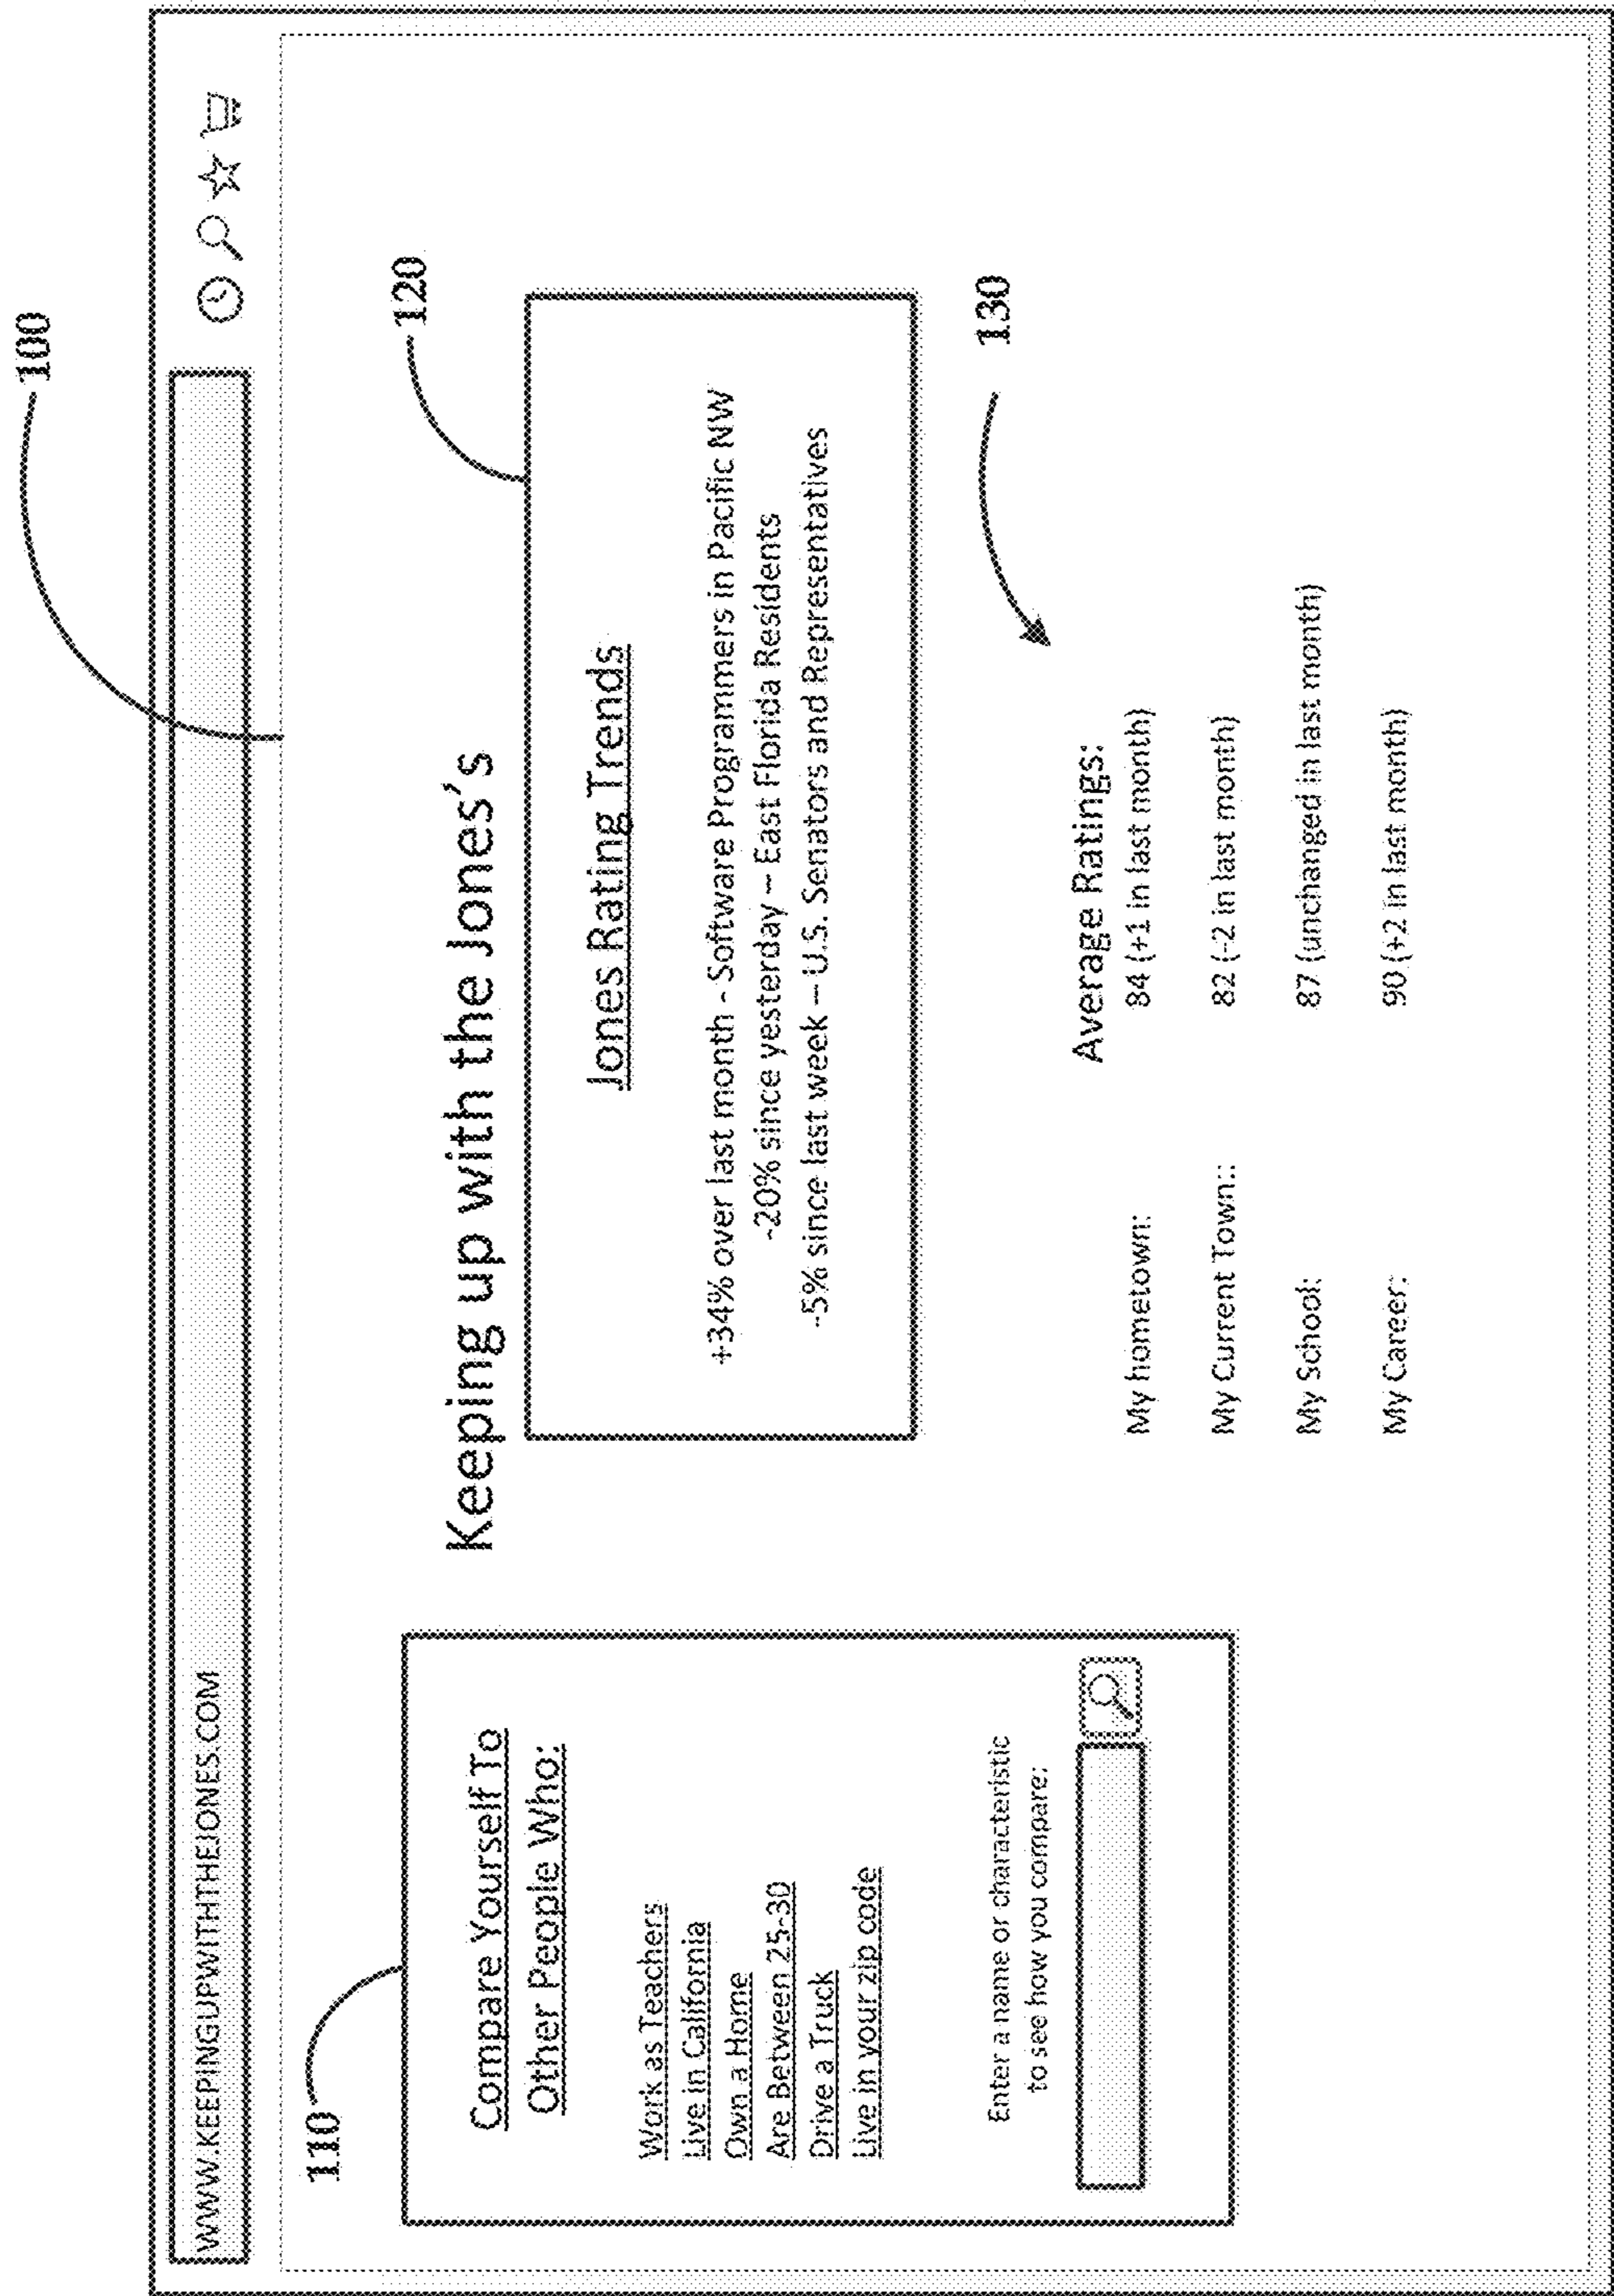 100
WWW.KEEPINGUPWITHTHEJONES.COM
110
Compare Yourself To
Other People Who:
Work as Teachers
Live in California
Own a Home
Are Between 25-30
Drive a Truck
Live in your zip code
Enter a name or characteristic
to see how you compare:
Keeping up with the Jones's
120
Jones Rating Trends
+34% over last month - Software Programmers in Pacific NW
-20% since yesterday – East Florida Residents
-5% since last week – U.S. Senators and Representatives
130
Average Ratings:
My hometown: 84 (+1 in last month)
My Current Town:: 82 (-2 in last month)
My School: 87 (unchanged in last month)
My Career: 90 (+2 in last month)